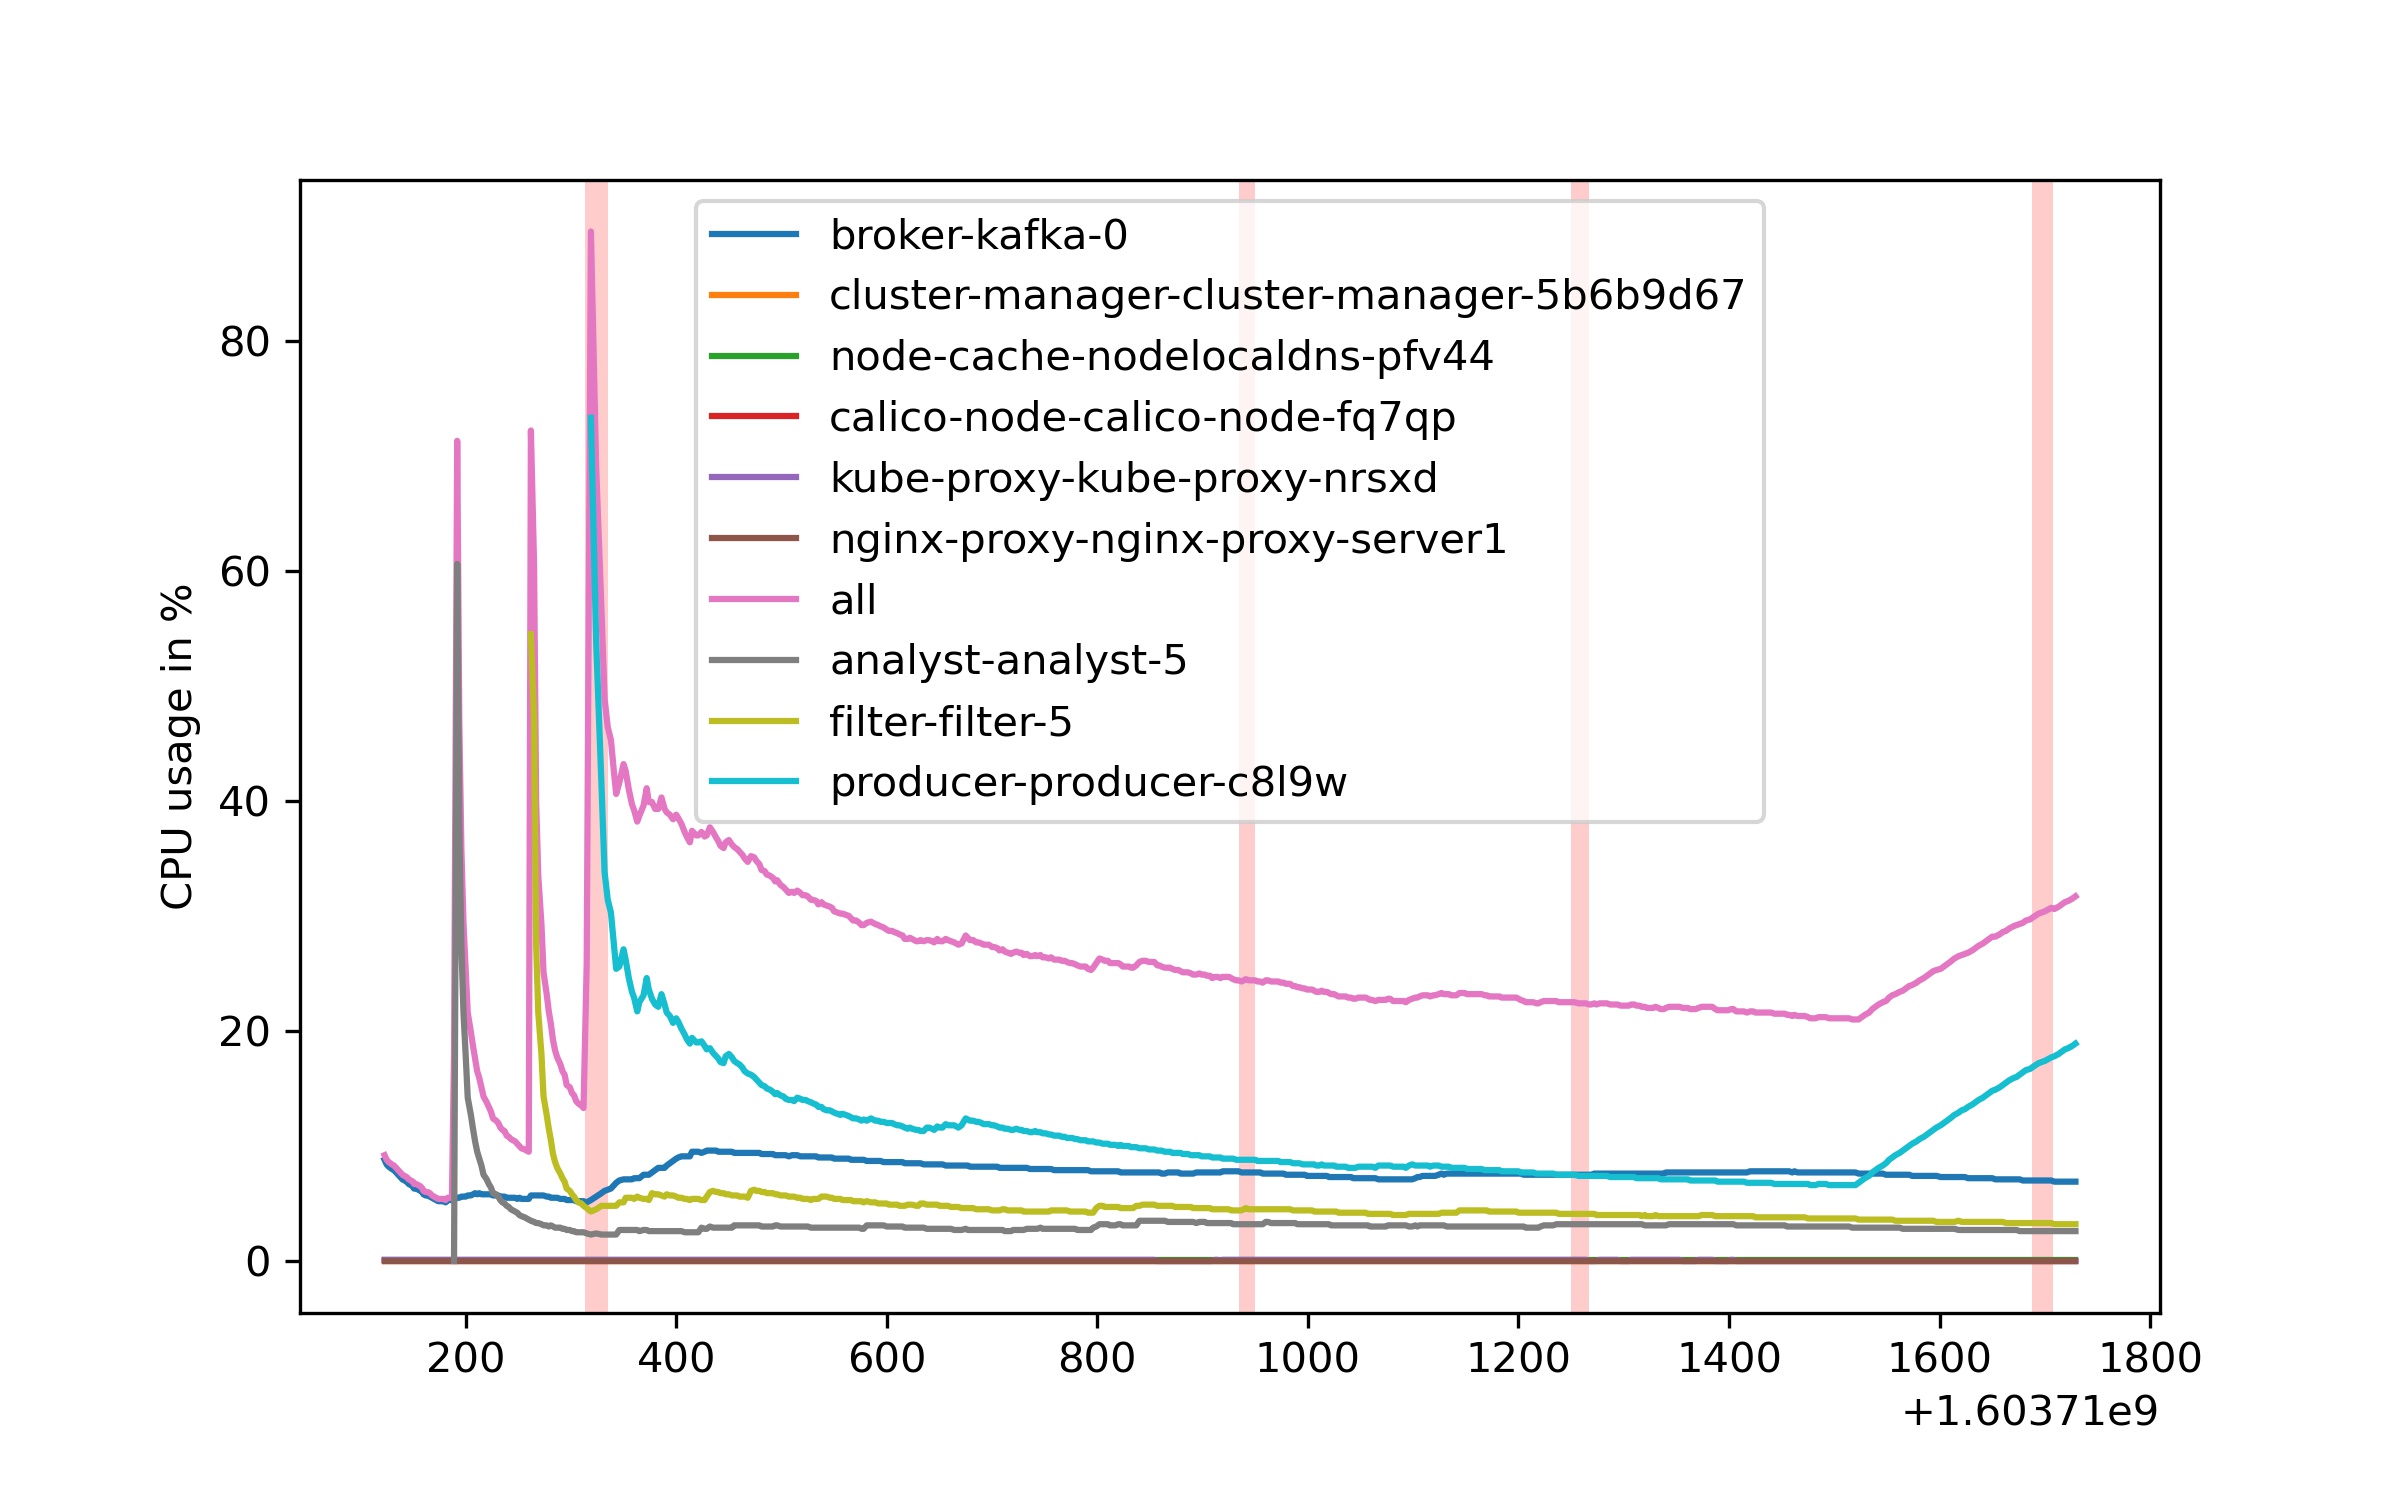 broker-kafka-0
cluster-manager-cluster-manager-5b6b9d67
node-cache-nodelocaldns-pfv44
calico-node-calico-node-fq7qp
kube-proxy-kube-proxy-nrsxd
nginx-proxy-nginx-proxy-server1
all
analyst-analyst-5
filter-filter-5
producer-producer-c8l9w
CPU usage in %
80
60
40
20
0
200 400 600 800 1000 1200 1400 1600 1800
+1.60371e9